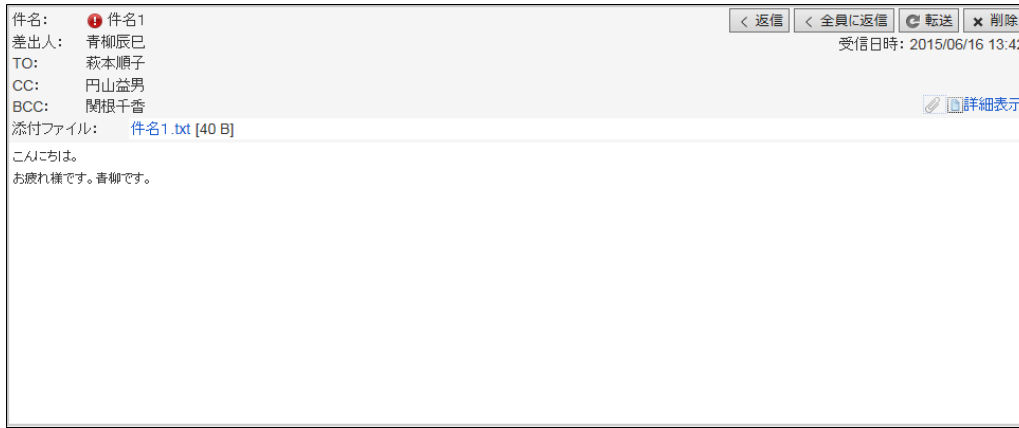 件名: 件名1
< 返信 < 全員に返信 転送 × 削除
差出人: 青柳辰巳
受信日時: 2015/06/16 13:42
TO: 萩本順子
CC: 円山益男
BCC: 関根千香
詳細表示
添付ファイル: 件名1.txt [40 B]
こんにちは。
お疲れ様です。青柳です。